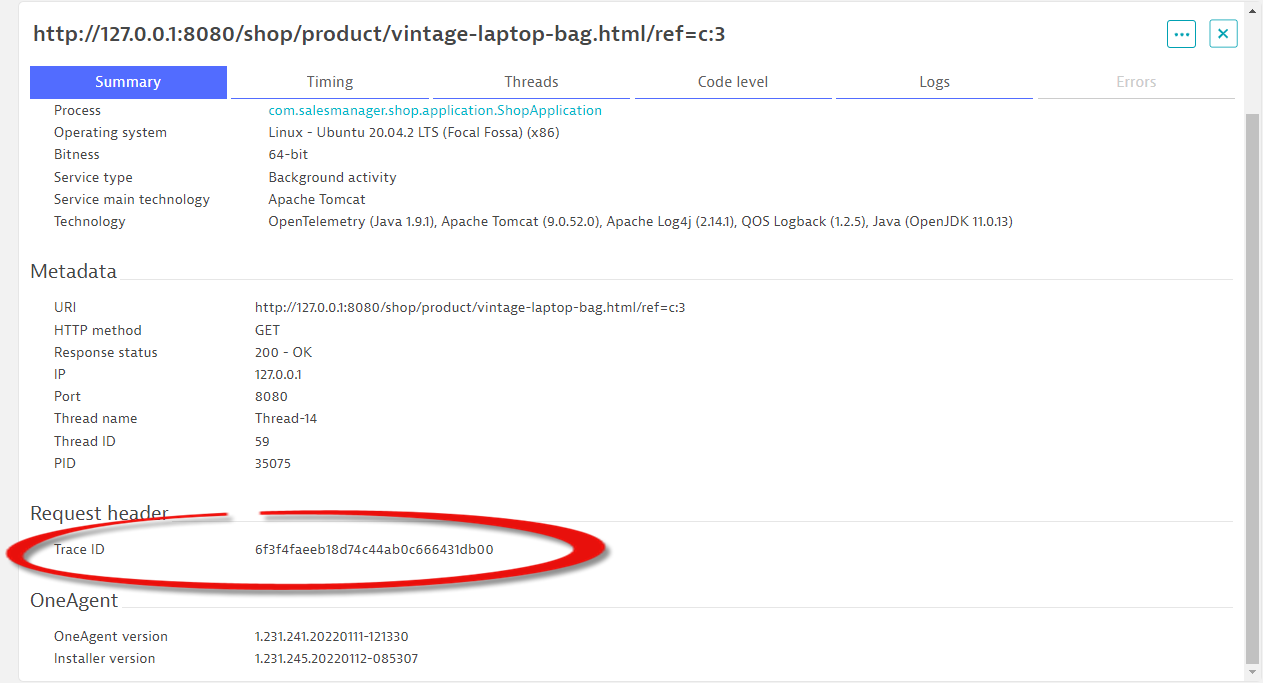 http://127.0.0.1:8080/shop/product/vintage-laptop-bag.html/ref=c:3
Summary Timing Threads Code level Logs Errors
Process com.salesmanager.shop.application.ShopApplication
Operating system Linux - Ubuntu 20.04.2 LTS (Focal Fossa) (x86)
Bitness 64-bit
Service type Background activity
Service main technology Apache Tomcat
Technology OpenTelemetry (Java 1.9.1), Apache Tomcat (9.0.52.0), Apache Log4j (2.14.1), QOS Logback (1.2.5), Java (OpenJDK 11.0.13)
Metadata
URI http://127.0.0.1:8080/shop/product/vintage-laptop-bag.html/ref=c:3
HTTP method GET
Response status 200 - OK
IP 127.0.0.1
Port 8080
Thread name Thread-14
Thread ID 59
PID 35075
Request header
Trace ID 6f3f4faeeb18d74c44ab0c666431db00
OneAgent
OneAgent version 1.231.241.20220111-121330
Installer version 1.231.245.20220112-085307